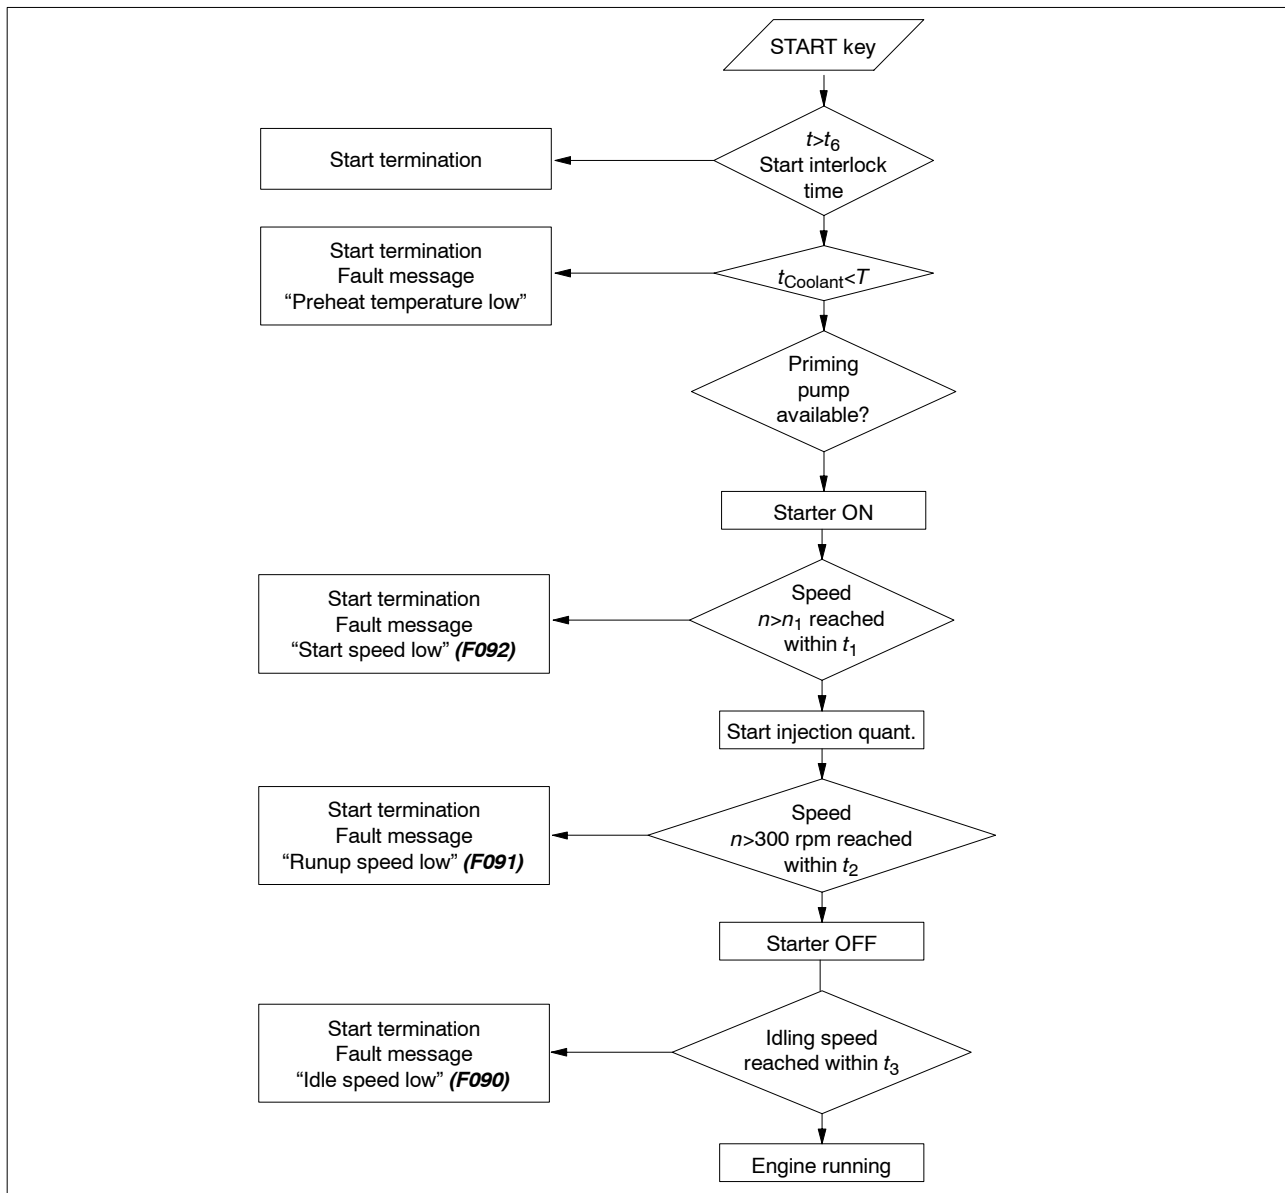 START key
t>t6
Start interlock
time
Start termination
Start termination
Fault message
“Preheat temperature low”
tCoolant<T
Priming
pump
available?
Starter ON
Speed
n>n1 reached
within t1
Start termination
Fault message
“Start speed low” (F092)
Start injection quant.
Speed
n>300 rpm reached
within t2
Start termination
Fault message
“Runup speed low” (F091)
Starter OFF
Idling speed
reached within t3
Start termination
Fault message
“Idle speed low” (F090)
Engine running